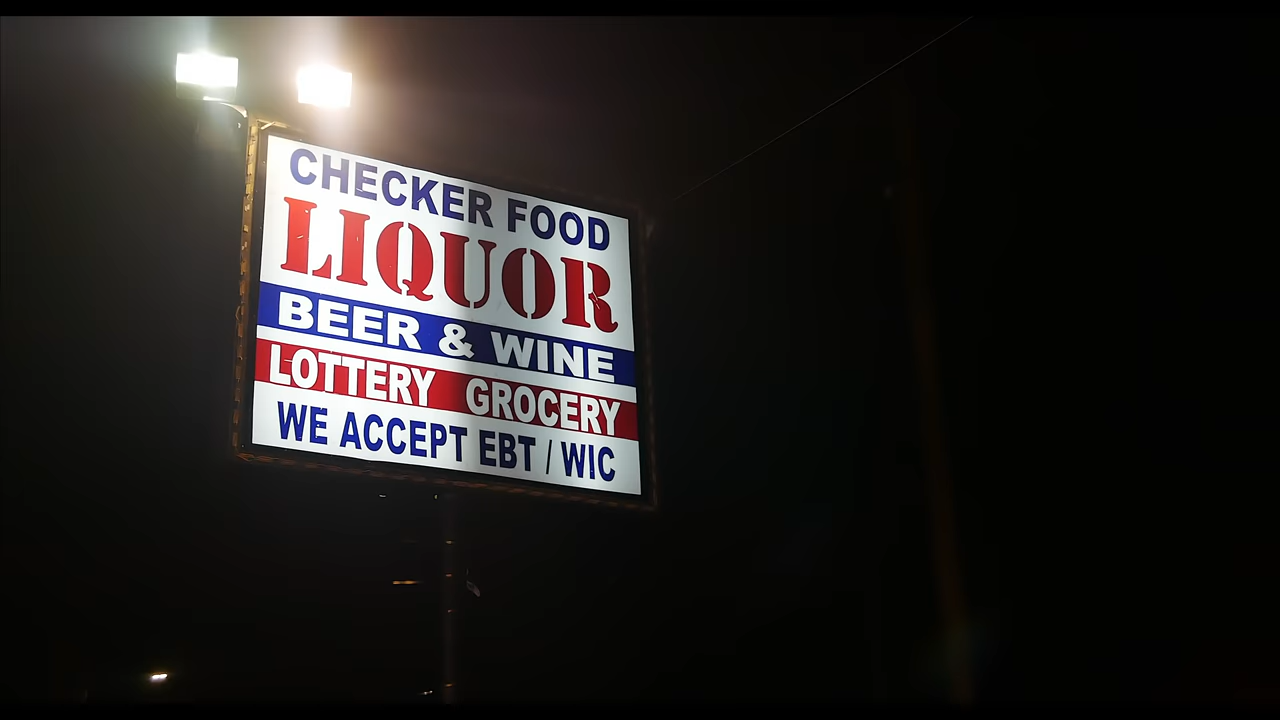 CHECKER FOOD
LIQUOR
BEER & WINE
LOTTERY GROCERY
WE ACCEPT EBT / WIC